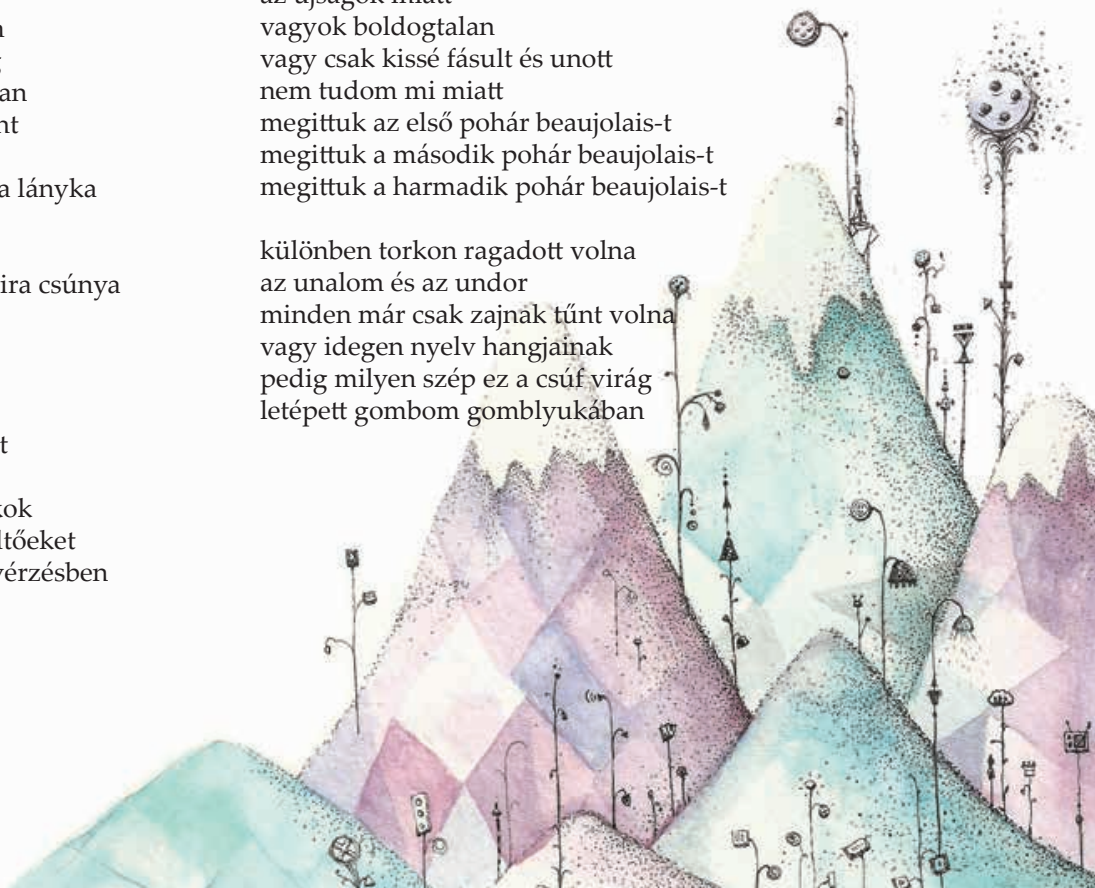 a lányka
csúnya
vagyok boldogtalan
vagy csak kissé fásult és unott
nem tudom mi miatt
megittuk az első pohár beaujolais-t
megittuk a második pohár beaujolais-t
megittuk a harmadik pohár beaujolais-t
különben torkon ragadott volna
az unalom és az undor
minden már csak zajnak tűnt volna
vagy idegen nyelv hangjainak
pedig milyen szép ez a csúf virág
letépett gombom gomblyukában